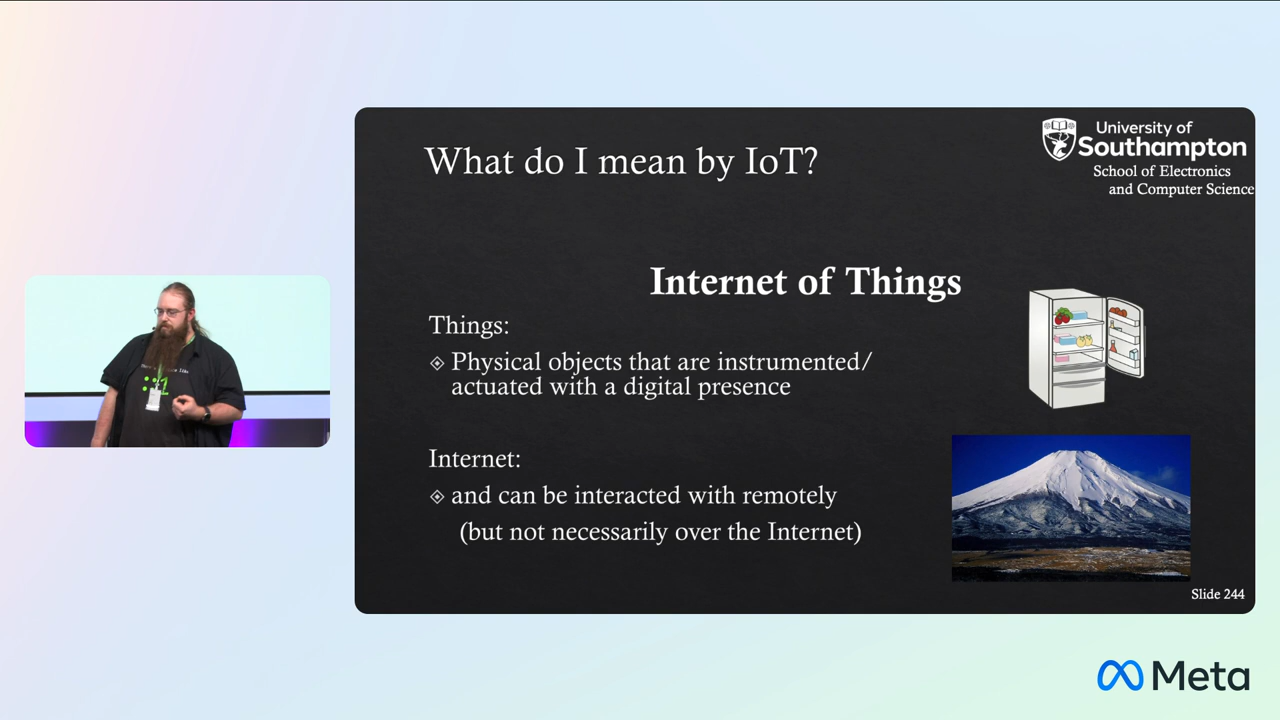 What do I mean by IoT?
University of
Southampton
School of Electronics
and Computer Science
Internet of Things
Things:
Physical objects that are instrumented/
actuated with a digital presence
Internet:
and can be interacted with remotely
(but not necessarily over the Internet)
Slide 244
Meta